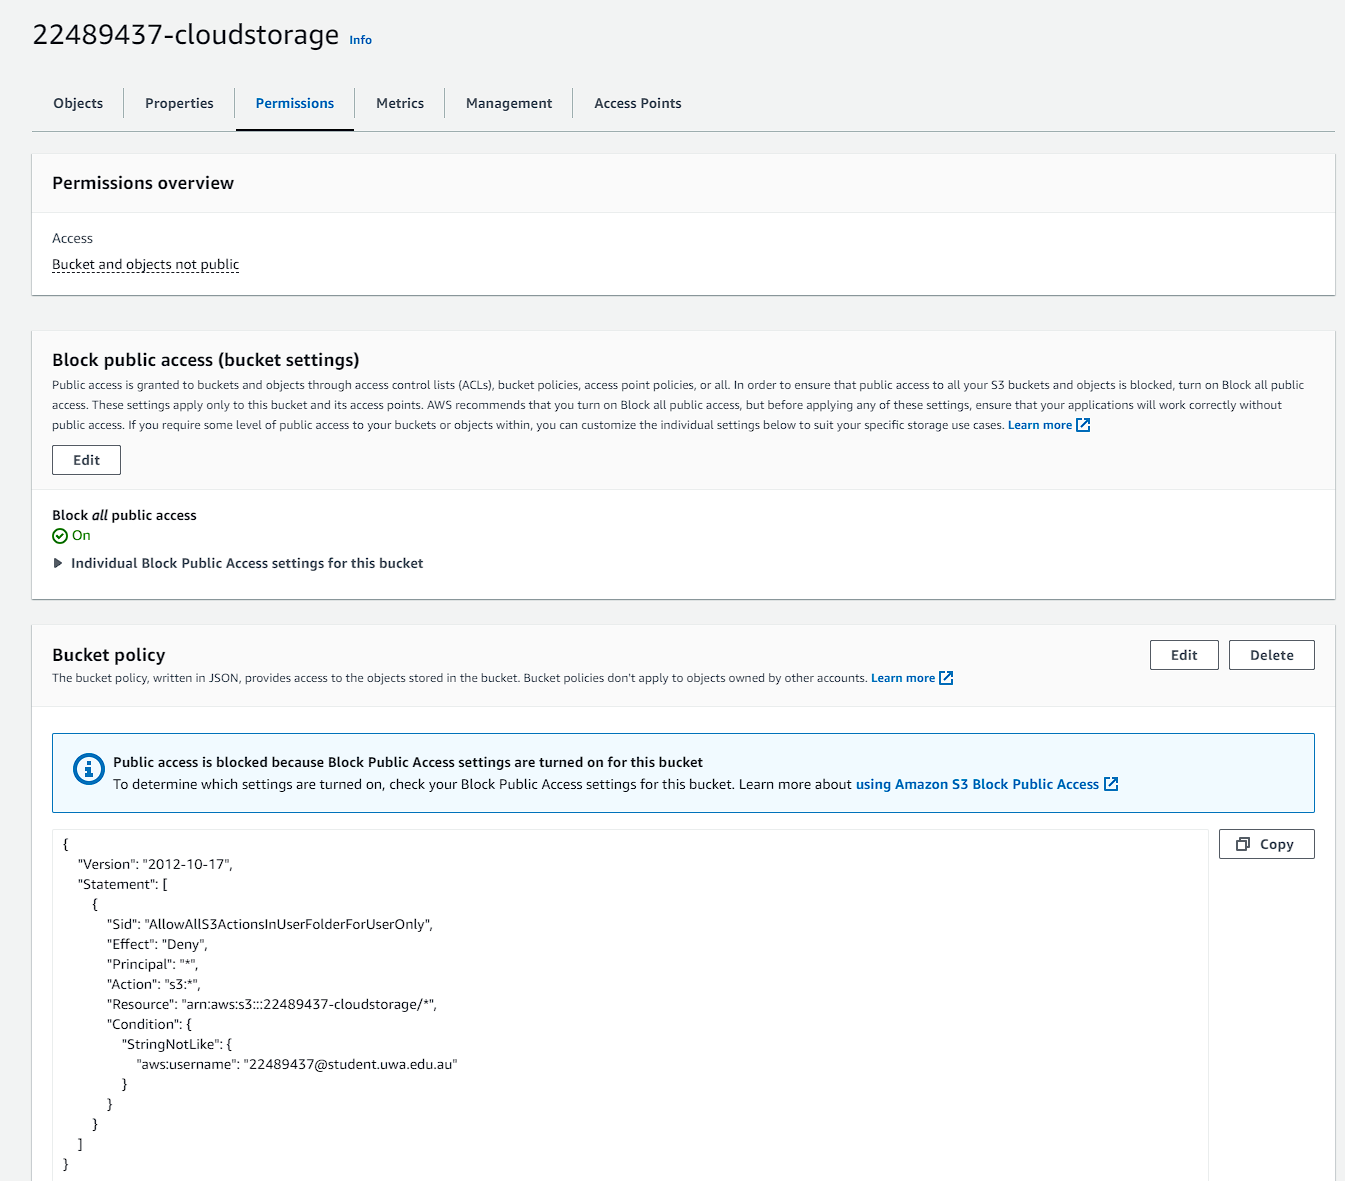 22489437-cloudstorage Info
Objects Properties Permissions Metrics Management Access Points
Permissions overview
Access
Bucket and objects not public
Block public access (bucket settings)
Public access is granted to buckets and objects through access control lists (ACLs), bucket policies, access point policies, or all. In order to ensure that public access to all your S3 buckets and objects is blocked, turn on Block all public
access. These settings apply only to this bucket and its access points. AWS recommends that you turn on Block all public access, but before applying any of these settings, ensure that your applications will work correctly without
public access. If you require some level of public access to your buckets or objects within, you can customize the individual settings below to suit your specific storage use cases. Learn more
Edit
Block all public access
On
Individual Block Public Access settings for this bucket
Bucket policy
Edit Delete
The bucket policy, written in JSON, provides access to the objects stored in the bucket. Bucket policies don't apply to objects owned by other accounts. Learn more
Public access is blocked because Block Public Access settings are turned on for this bucket
To determine which settings are turned on, check your Block Public Access settings for this bucket. Learn more about using Amazon S3 Block Public Access
Copy
{
"Version": "2012-10-17",
"Statement": [
{
"Sid": "AllowAllS3ActionsInUserFolderForUserOnly",
"Effect": "Deny",
"Principal": "*",
"Action": "s3:*",
"Resource": "arn:aws:s3:::22489437-cloudstorage/*",
"Condition": {
"StringNotLike": {
"aws:username": "22489437@student.uwa.edu.au"
}
}
}
]
}